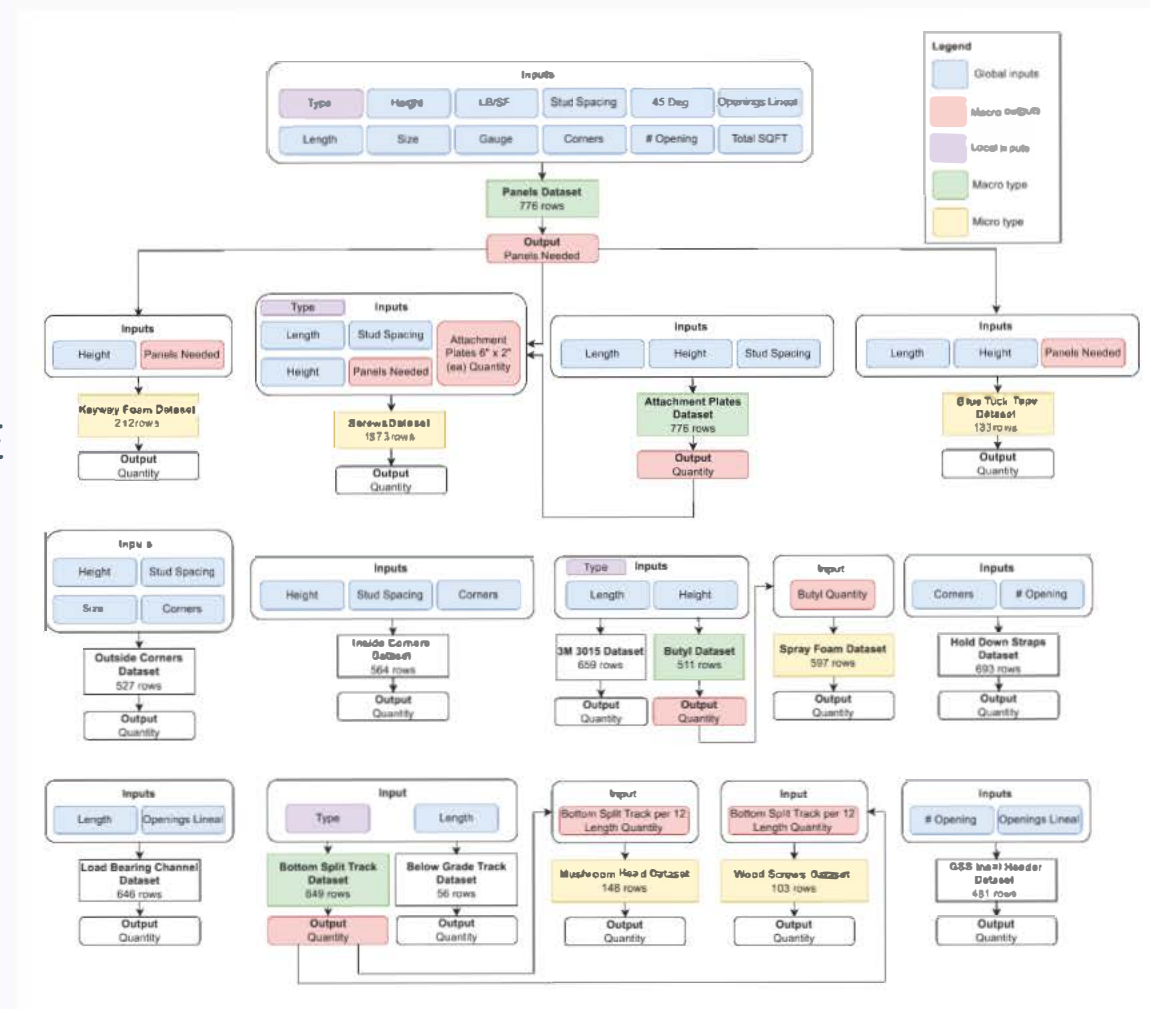 Legend
Global inputs
Macro outputs
Local inputs
Macro type
Micro type
Inputs
Type
Height
LB/SF
Stud Spacing
45 Deg
Openings Lineal
Length
Size
Gauge
Corners
# Opening
Total SQFT
Panels Dataset
776 rows
Output
Panels Needed
Inputs
Height
Panels Needed
Keyway Foam Dataset
212 rows
Output
Quantity
Type
Inputs
Length
Stud Spacing
Height
Panels Needed
Attachment
Plates 6" x 2"
(ea) Quantity
Screws Dataset
1973 rows
Output
Quantity
Inputs
Length
Height
Stud Spacing
Attachment Plates
Dataset
776 rows
Output
Quantity
Inputs
Length
Height
Panels Needed
Blue Tuck Tape
Dataset
Output
Quantity
Inputs
Height
Stud Spacing
Size
Corners
Outside Corners
Dataset
527 rows
Output
Quantity
Inputs
Height
Stud Spacing
Corners
Inside Corners
Dataset
564 rows
Output
Quantity
Type
Inputs
Length
Height
3M 3015 Dataset
659 rows
Output
Quantity
Butyl Dataset
511 rows
Output
Quantity
Input
Butyl Quantity
Spray Foam Dataset
597 rows
Output
Quantity
Inputs
Corners
# Opening
Hold Down Straps
Dataset
693 rows
Output
Quantity
Inputs
Length
Openings Lineal
Load Bearing Channel
Dataset
646 rows
Output
Quantity
Input
Type
Length
Bottom Split Track
Dataset
649 rows
Output
Quantity
Below Grade Track
Dataset
56 rows
Output
Quantity
Input
Bottom Split Track per 12
Length Quantity
Mushroom Head Dataset
148 rows
Output
Quantity
Input
Bottom Split Track per 12
Length Quantity
Wood Screws Dataset
103 rows
Output
Quantity
Inputs
# Opening
Openings Lineal
Header
Dataset
481 rows
Output
Quantity